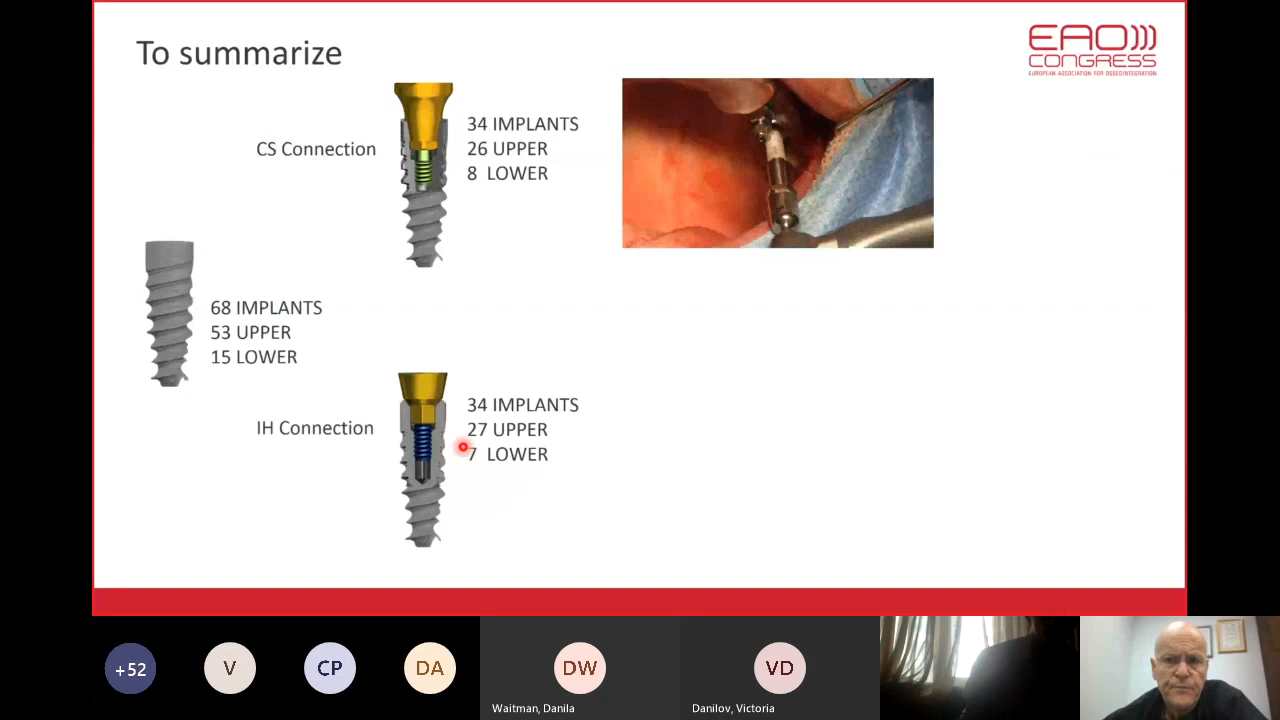 To summarize
EAO)))
CONGRESS
EUROPEAN ASSOCIATION FOR OSSEOINTEGRATION
CS Connection
34 IMPLANTS
26 UPPER
8 LOWER
68 IMPLANTS
53 UPPER
15 LOWER
IH Connection
34 IMPLANTS
27 UPPER
7 LOWER
+52
V
CP
DA
DW
VD
Waitman, Danila
Danilov, Victoria